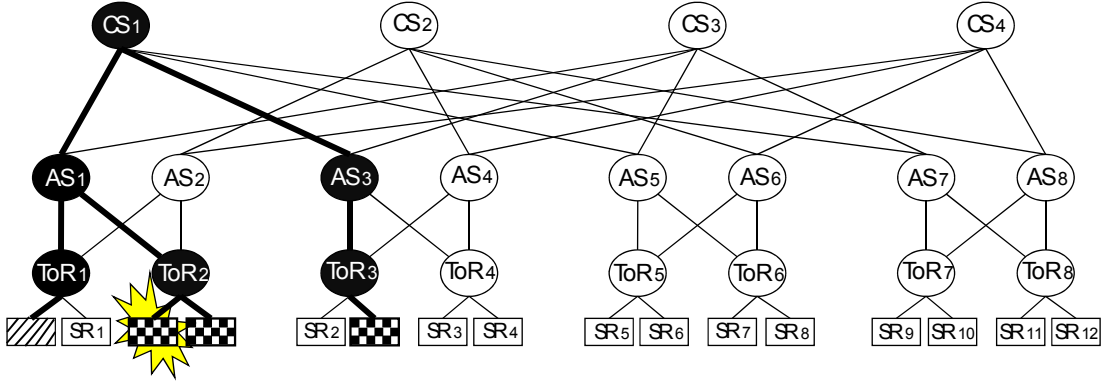 CS1 CS2 CS3 CS4
AS1 AS2 AS3 AS4 AS5 AS6 AS7 AS8
ToR1 ToR2 ToR3 ToR4 ToR5 ToR6 ToR7 ToR8
SR1 SR2 SR3 SR4 SR5 SR6 SR7 SR8 SR9 SR10 SR11 SR12